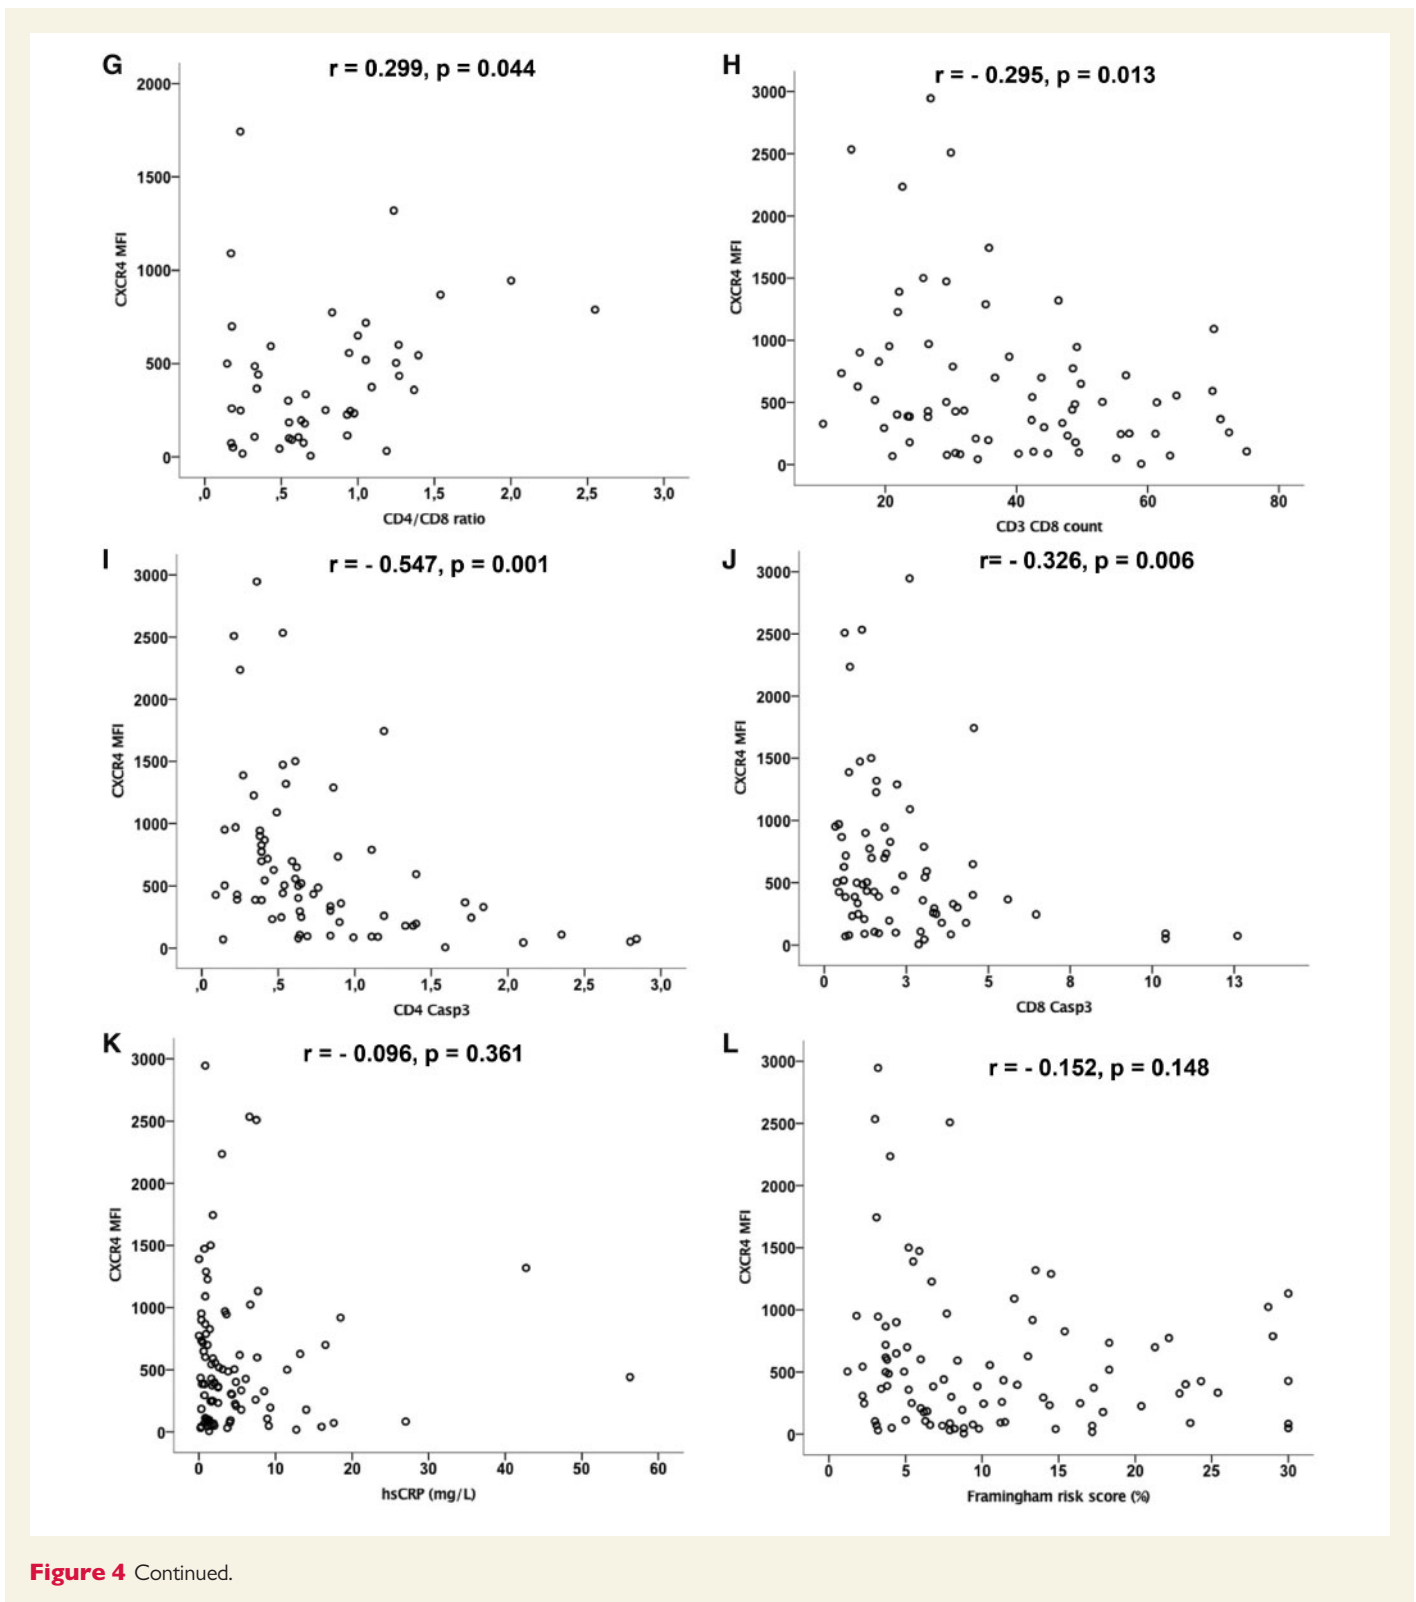 G
r = 0.299, p = 0.044
2000
1500
1000
500
0
CXCR4 MFI
,0 ,5 1,0 1,5 2,0 2,5 3,0
CD4/CD8 ratio
H
r = - 0.295, p = 0.013
3000
2500
2000
1500
1000
500
0
CXCR4 MFI
20 40 60 80
CD3 CD8 count
I
r = - 0.547, p = 0.001
3000
2500
2000
1500
1000
500
0
CXCR4 MFI
,0 ,5 1,0 1,5 2,0 2,5 3,0
CD4 Casp3
J
r= - 0.326, p = 0.006
3000
2500
2000
1500
1000
500
0
CXCR4 MFI
0 3 5 8 10 13
CD8 Casp3
K
r = - 0.096, p = 0.361
3000
2500
2000
1500
1000
500
0
CXCR4 MFI
0 10 20 30 40 50 60
hsCRP (mg/L)
L
r = - 0.152, p = 0.148
3000
2500
2000
1500
1000
500
0
CXCR4 MFI
0 5 10 15 20 25 30
Framingham risk score (%)
Figure 4 Continued.